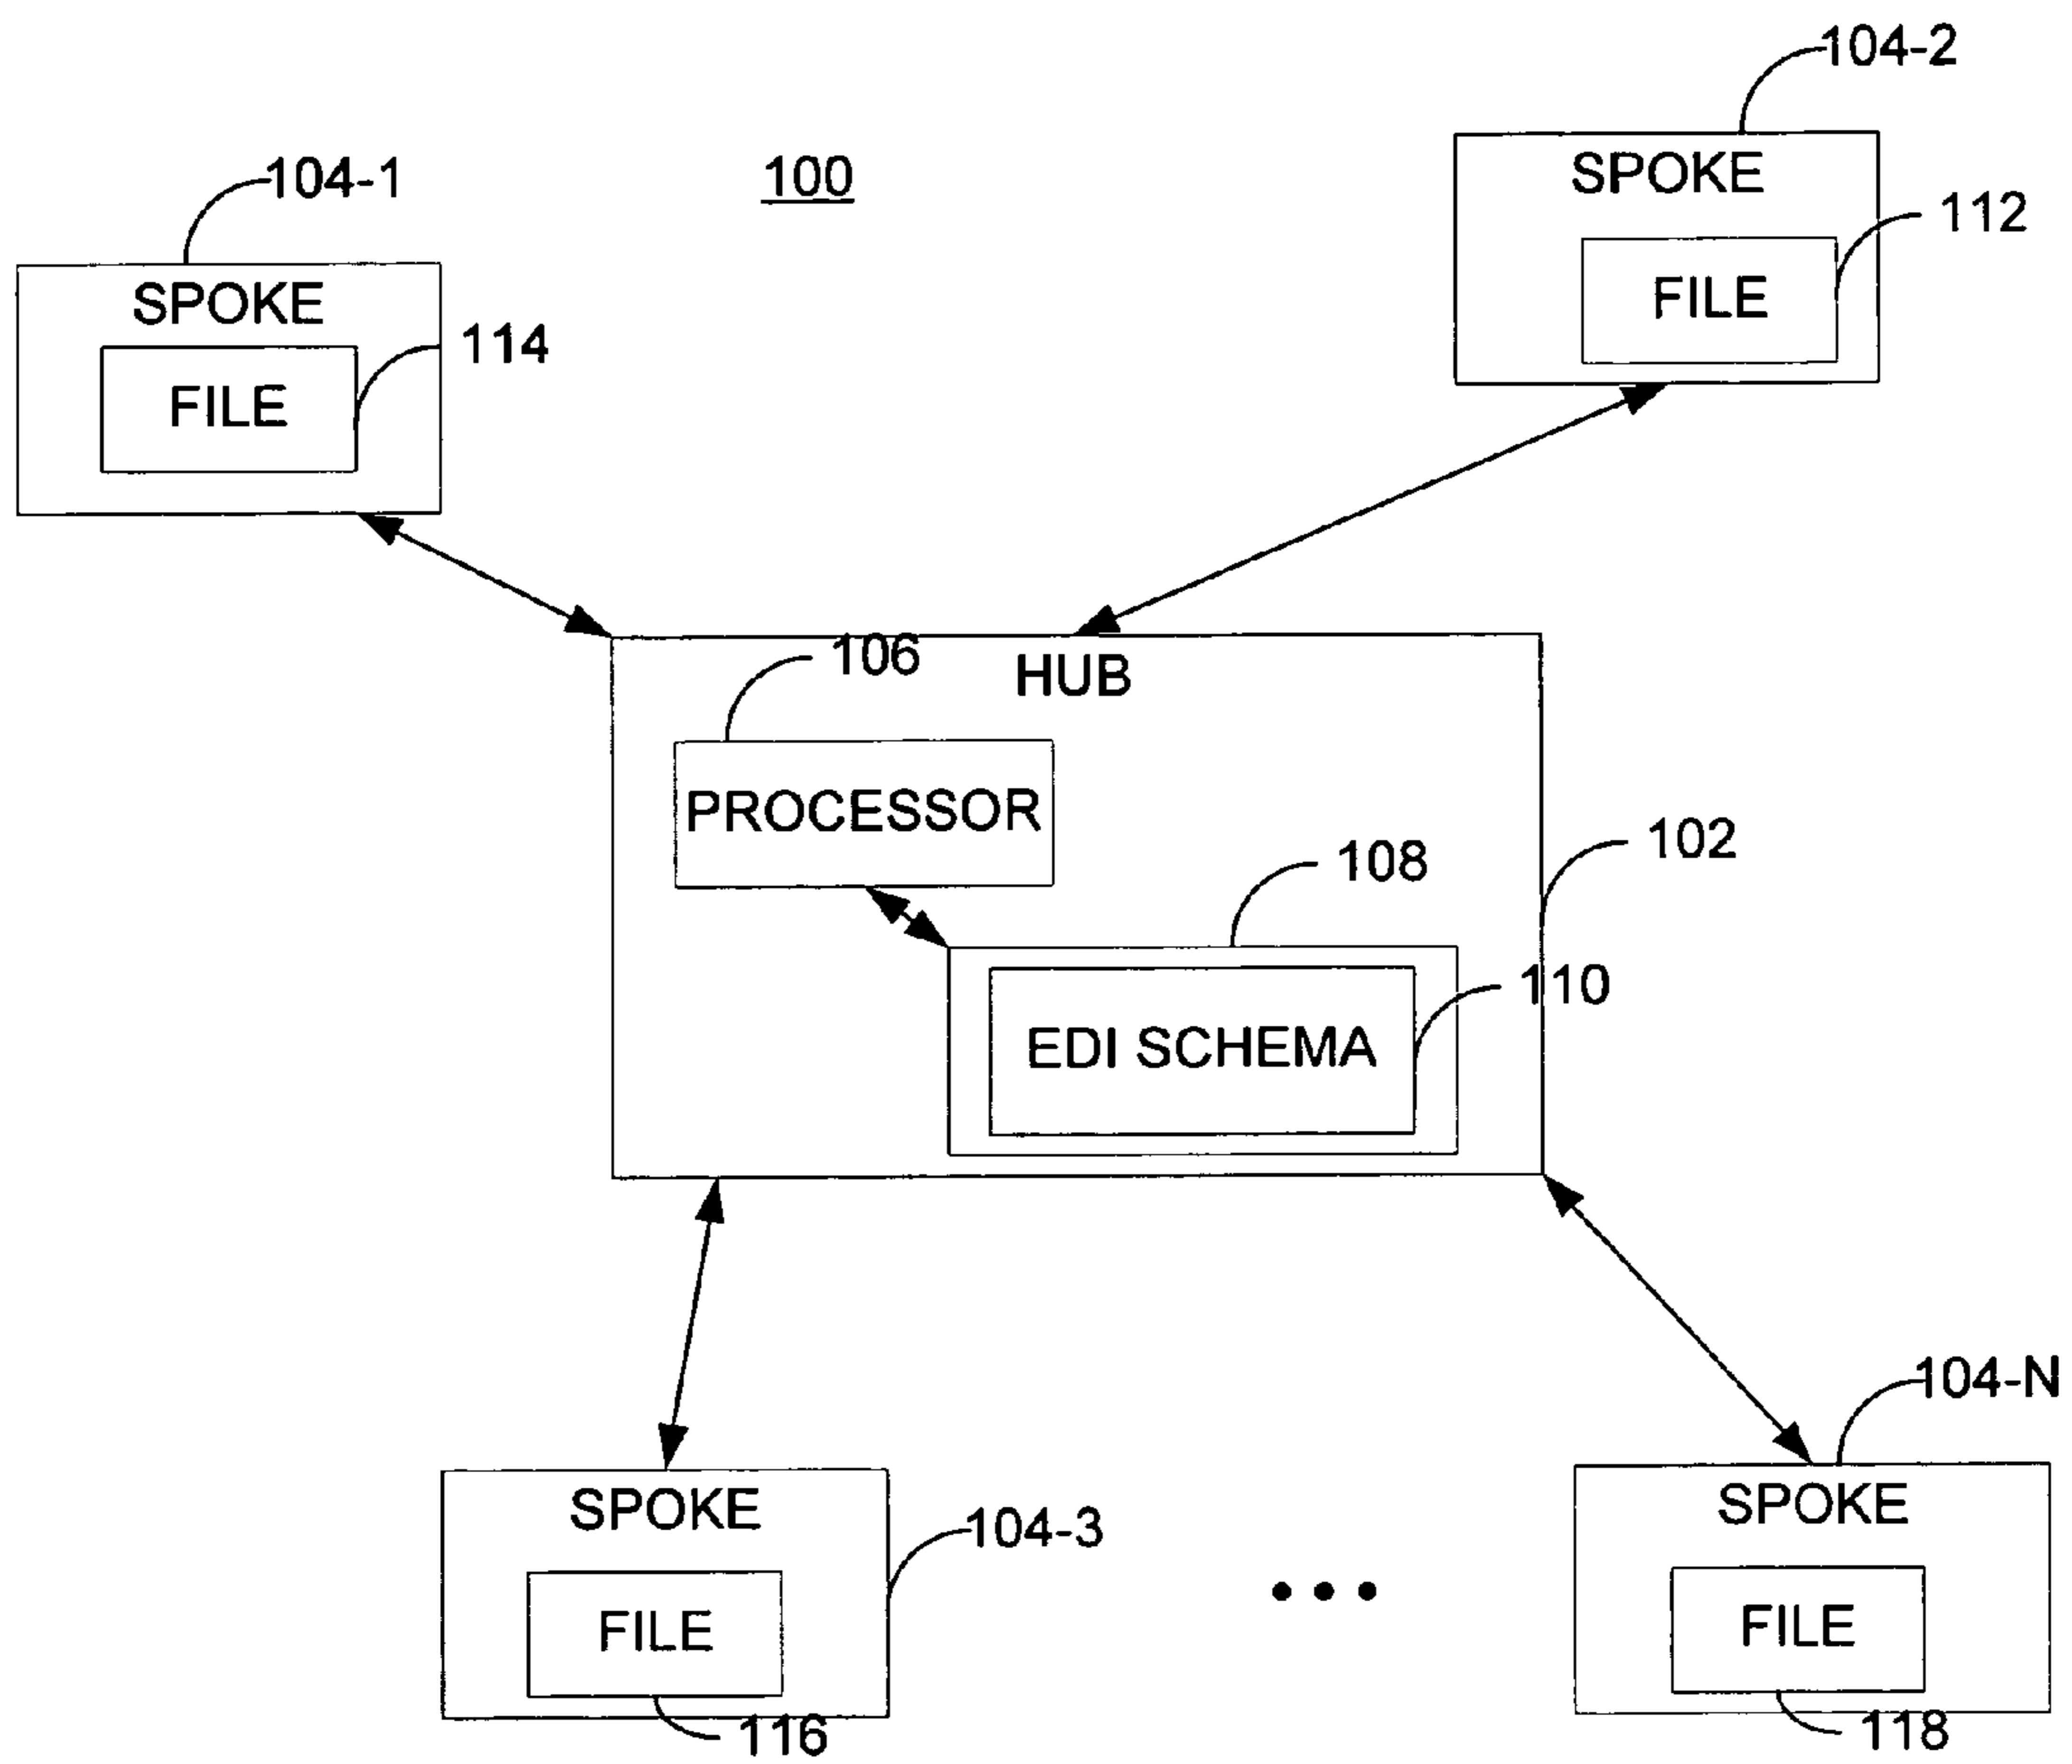 104-2
100
104-1
SPOKE
112
FILE
SPOKE
114
FILE
106
HUB
PROCESSOR
102
108
110
EDI SCHEMA
104-N
SPOKE
104-3
FILE
116
SPOKE
FILE
118